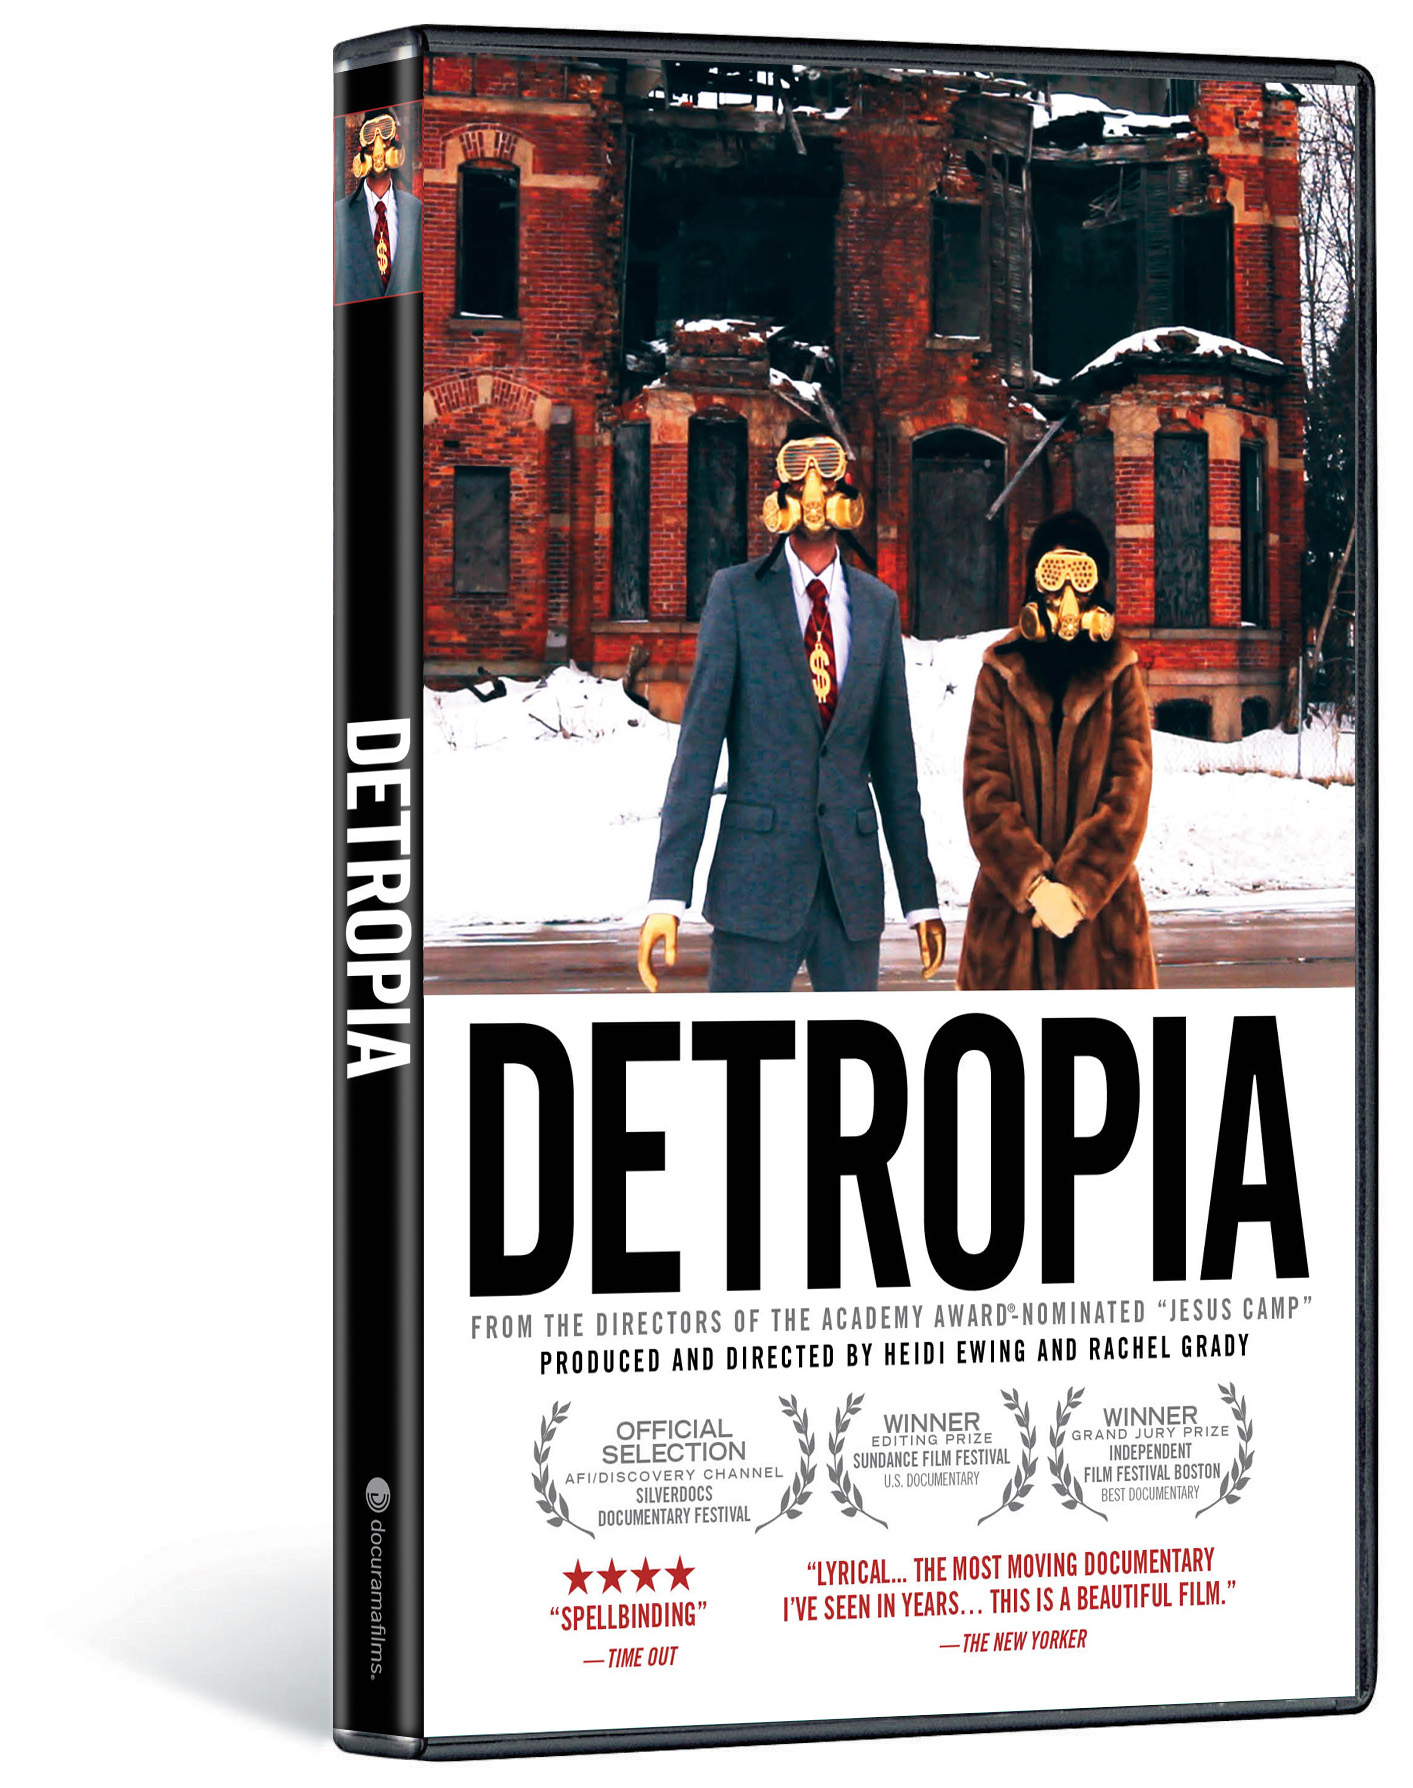 DETROPIA
docuramafilms.
$
$
DETROPIA
FROM THE DIRECTORS OF THE ACADEMY AWARD®-NOMINATED “JESUS CAMP”
PRODUCED AND DIRECTED BY HEIDI EWING AND RACHEL GRADY
OFFICIAL
SELECTION
AFI/DISCOVERY CHANNEL
SILVERDOCS
DOCUMENTARY FESTIVAL
WINNER
EDITING PRIZE
SUNDANCE FILM FESTIVAL
U.S. DOCUMENTARY
WINNER
GRAND JURY PRIZE
INDEPENDENT
FILM FESTIVAL BOSTON
BEST DOCUMENTARY
★★★★
“SPELLBINDING”
—TIME OUT
“LYRICAL... THE MOST MOVING DOCUMENTARY
I’VE SEEN IN YEARS... THIS IS A BEAUTIFUL FILM.”
—THE NEW YORKER